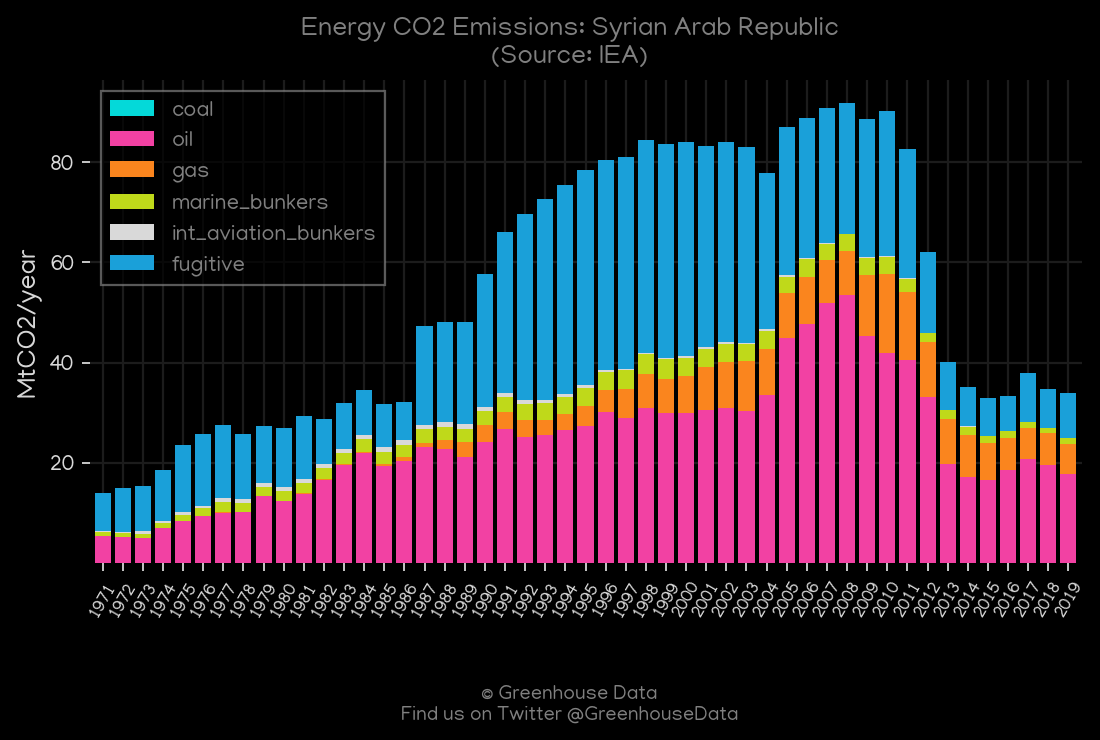 Energy CO2 Emissions: Syrian Arab Republic
(Source: IEA)
coal
oil
gas
marine_bunkers
int_aviation_bunkers
fugitive
MtCO2/year
80
60
40
20
1971 1972 1973 1974 1975 1976 1977 1978 1979 1980 1981 1982 1983 1984 1985 1986 1987 1988 1989 1990 1991 1992 1993 1994 1995 1996 1997 1998 1999 2000 2001 2002 2003 2004 2005 2006 2007 2008 2009 2010 2011 2012 2013 2014 2015 2016 2017 2018 2019
© Greenhouse Data
Find us on Twitter @GreenhouseData